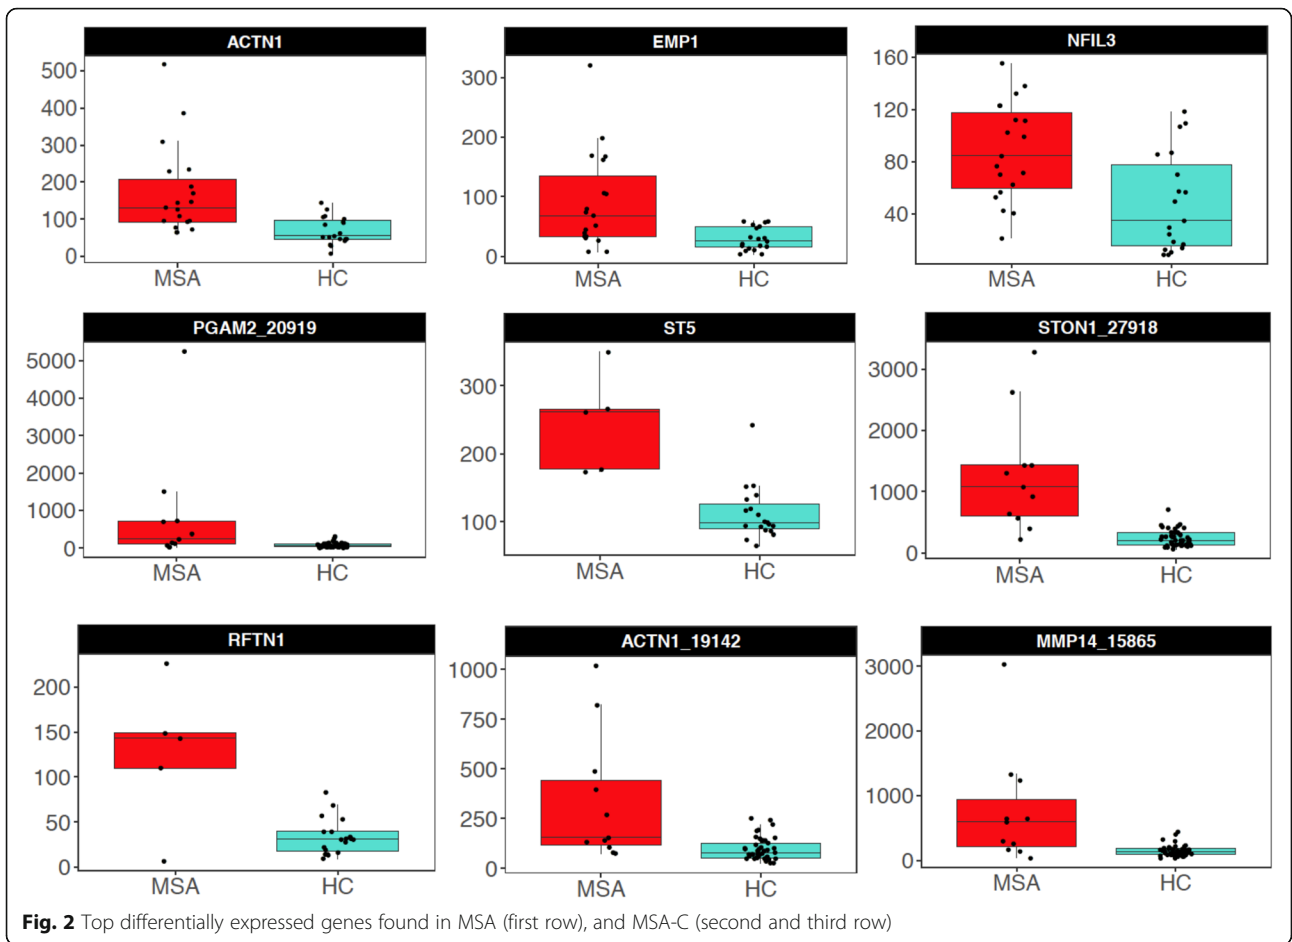 ACTN1
EMP1
NFIL3
500
400
300
200
100
0
MSA HC
300
200
100
0
MSA HC
160
120
80
40
MSA HC
PGAM2_20919
ST5
STON1_27918
5000
4000
3000
2000
1000
0
MSA HC
300
200
100
MSA HC
3000
2000
1000
0
MSA HC
RFTN1
ACTN1_19142
MMP14_15865
200
150
100
50
0
MSA HC
1000
750
500
250
0
MSA HC
3000
2000
1000
0
MSA HC
Fig. 2 Top differentially expressed genes found in MSA (first row), and MSA-C (second and third row)